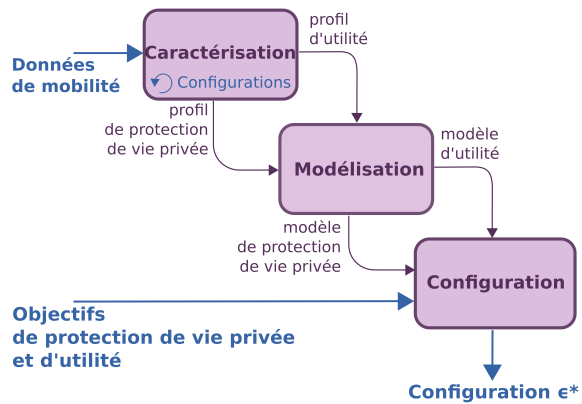 profil
d'utilité
Caractérisation
Configurations
Données
de mobilité
profil
de protection
de vie privée
modèle
d'utilité
Modélisation
modèle
de protection
de vie privée
Configuration
Objectifs
de protection de vie privée
et d'utilité
Configuration ϵ*